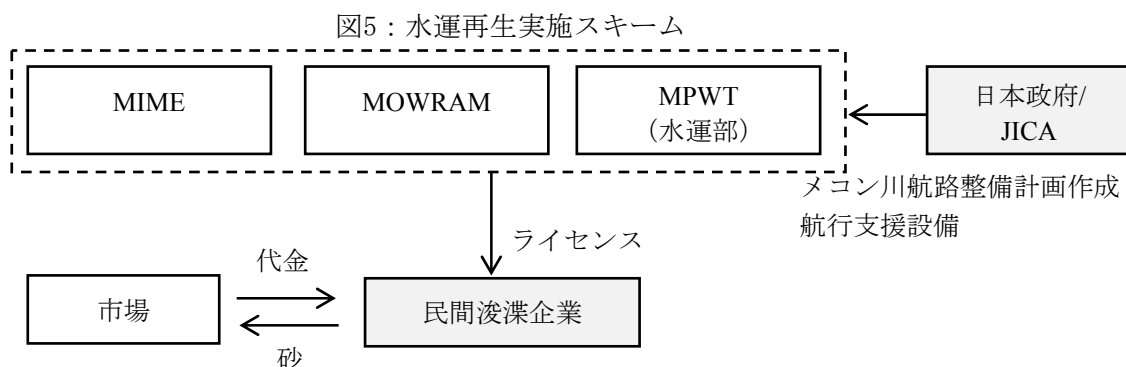 図5：水運再生実施スキーム
MIME
MOWRAM
MPWT
（水運部）
日本政府/
JICA
メコン川航路整備計画作成
航行支援設備
ライセンス
代金
市場
民間浚渫企業
砂